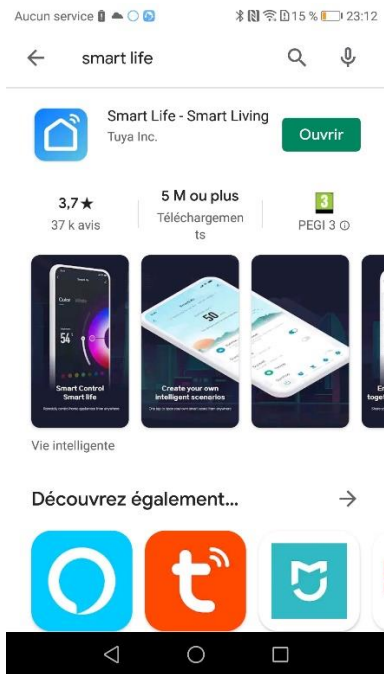 Aucun service 15 % 23:12
smart life
Smart Life - Smart Living
Tuya Inc.
Ouvrir
3,7★
37 k avis
5 M ou plus
Téléchargemen
ts
3
PEGI 3
Color
54
Smart Control
Smart life
50
Create your own
intelligent scenarios
Vie intelligente
Découvrez également...